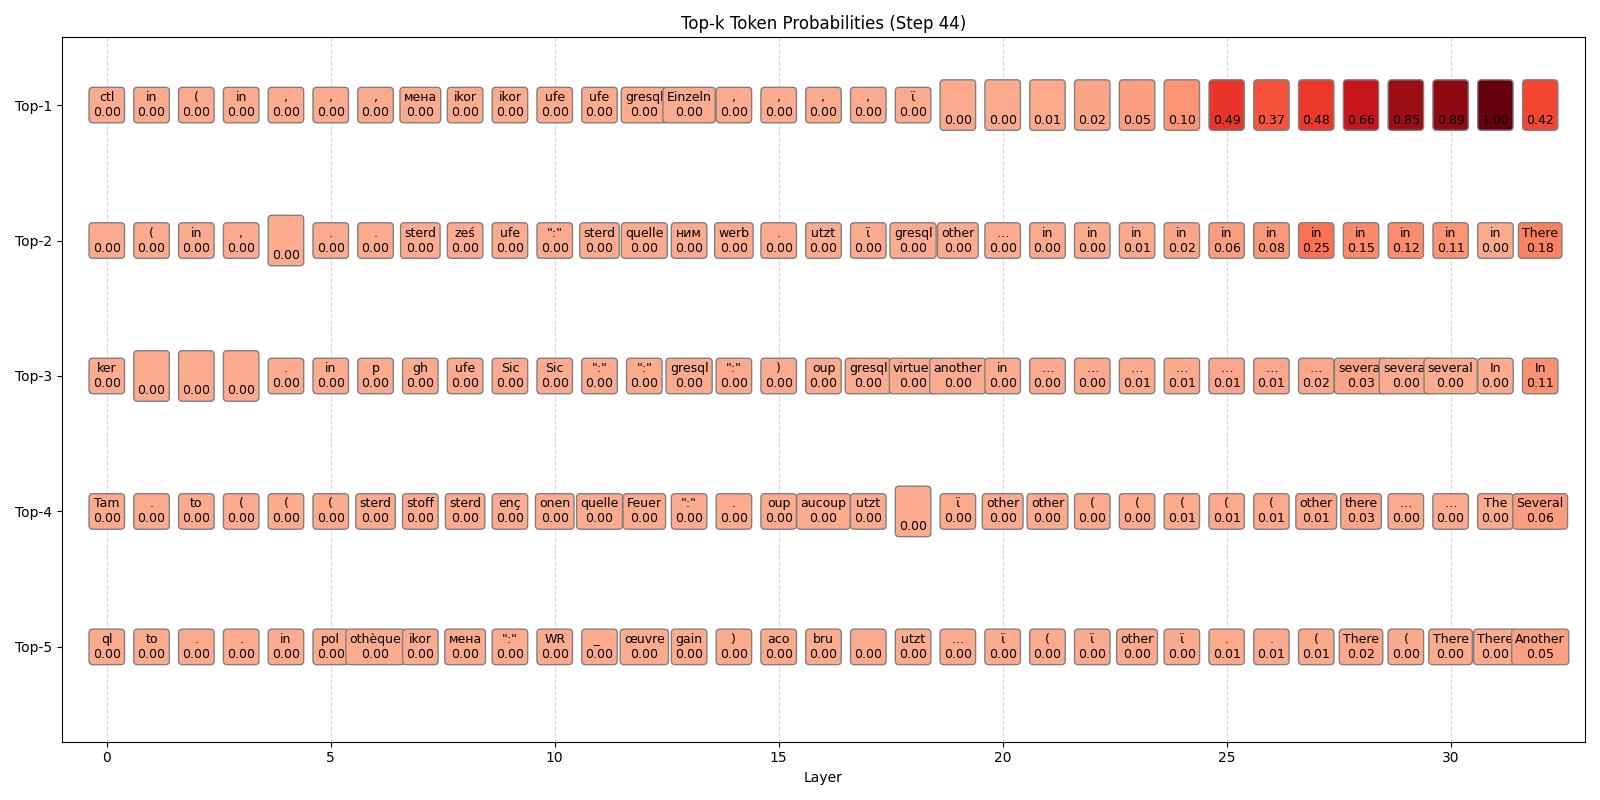 Top-k Token Probabilities (Step 44)
ctl in ( in , , , мена ikor ikor ufe ufe gresql Einzeln , , , , ϊ
Top-1
0.00 0.00 0.00 0.00 0.00 0.00 0.00 0.00 0.00 0.00 0.00 0.00 0.00 0.00 0.00 0.00 0.00 0.00 0.00 0.00 0.00 0.01 0.02 0.05 0.10 0.49 0.37 0.48 0.66 0.85 0.89 1.00 0.42
( in , . . sterd ześ ufe ":" sterd quelle ним werb . utzt ϊ gresql other ... in in in in in in in in in in in There
Top-2
0.00 0.00 0.00 0.00 0.00 0.00 0.00 0.00 0.00 0.00 0.00 0.00 0.00 0.00 0.00 0.00 0.00 0.00 0.00 0.00 0.00 0.00 0.00 0.01 0.02 0.06 0.08 0.25 0.15 0.12 0.11 0.00 0.18
ker . in p gh ufe Sic Sic ":" ":" gresql ":" ) oup gresql virtue another in ... ... ... ... ... ... ... several several several In In
Top-3
0.00 0.00 0.00 0.00 0.00 0.00 0.00 0.00 0.00 0.00 0.00 0.00 0.00 0.00 0.00 0.00 0.00 0.00 0.00 0.00 0.00 0.00 0.00 0.01 0.01 0.01 0.01 0.02 0.03 0.00 0.00 0.00 0.11
Tam . to ( ( ( sterd stoff sterd enç onen quelle Feuer ":" . oup aucoup utzt ϊ other other ( ( ( ( ( other there ... ... The Several
Top-4
0.00 0.00 0.00 0.00 0.00 0.00 0.00 0.00 0.00 0.00 0.00 0.00 0.00 0.00 0.00 0.00 0.00 0.00 0.00 0.00 0.00 0.00 0.00 0.00 0.01 0.01 0.01 0.01 0.03 0.00 0.00 0.00 0.06
ql to . . in pol othèque ikor мена ":" WR _ œuvre gain ) aco bru utzt ... ϊ ( ϊ other ϊ . . ( There ( There There Another
Top-5
0.00 0.00 0.00 0.00 0.00 0.00 0.00 0.00 0.00 0.00 0.00 0.00 0.00 0.00 0.00 0.00 0.00 0.00 0.00 0.00 0.00 0.00 0.00 0.00 0.00 0.01 0.01 0.01 0.02 0.00 0.00 0.00 0.05
0 5 10 15 20 25 30
Layer